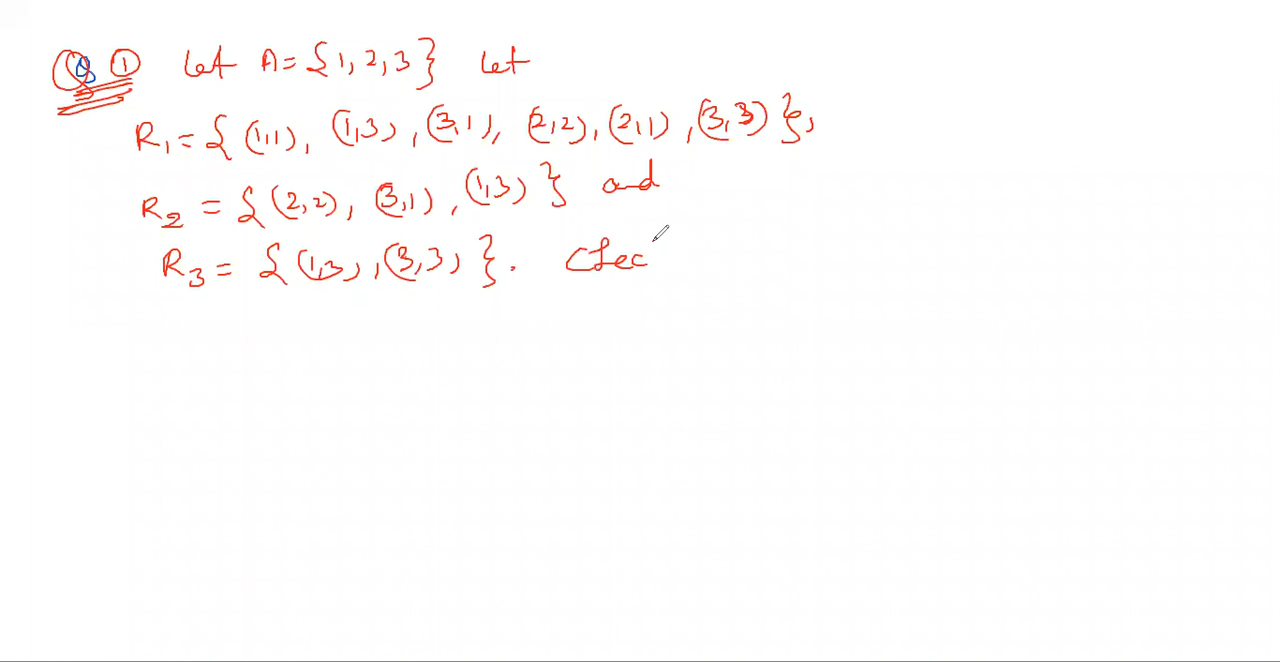 Q ① Let A = {1, 2, 3} Let
R₁ = {(1,1), (1,3), (3,1), (2,2), (2,1), (3,3)},
R₂ = {(2,2), (3,1), (1,3)} and
R₃ = {(1,3), (3,3)}. Chec